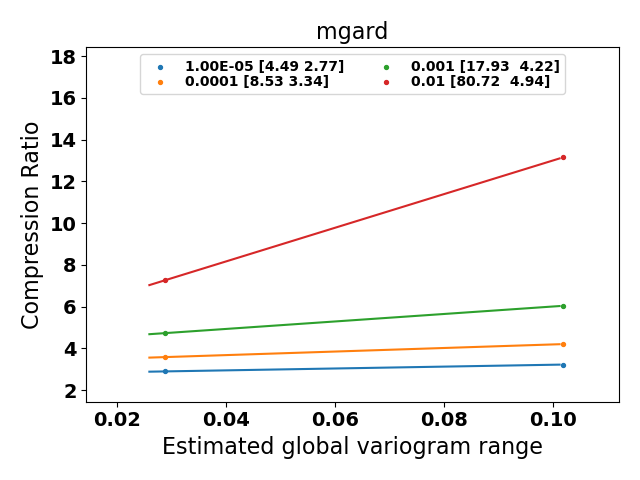 mgard
1.00E-05 [4.49 2.77]
0.0001 [8.53 3.34]
0.001 [17.93  4.22]
0.01 [80.72  4.94]
Compression Ratio
18
16
14
12
10
8
6
4
2
0.02 0.04 0.06 0.08 0.10
Estimated global variogram range